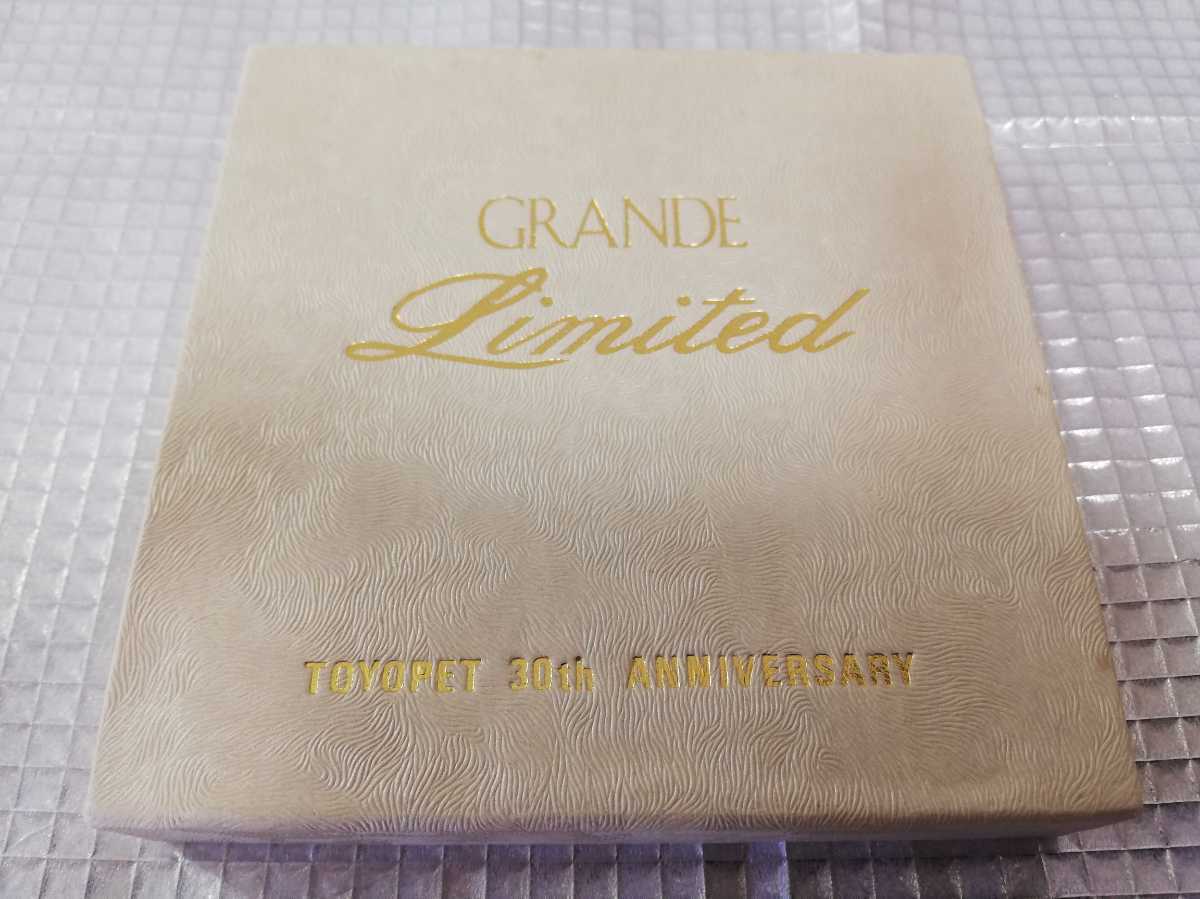 GRANDE
Limited
TOYOPET 30th ANNIVERSARY